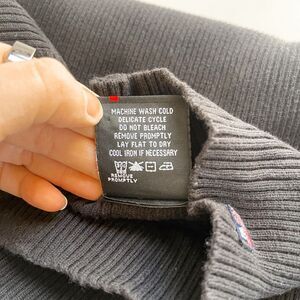 MACHINE WASH COLD
DELICATE CYCLE
DO NOT BLEACH
REMOVE PROMPTLY
LAY FLAT TO DRY
COOL IRON IF NECESSARY
REMOVE
PROMPTLY